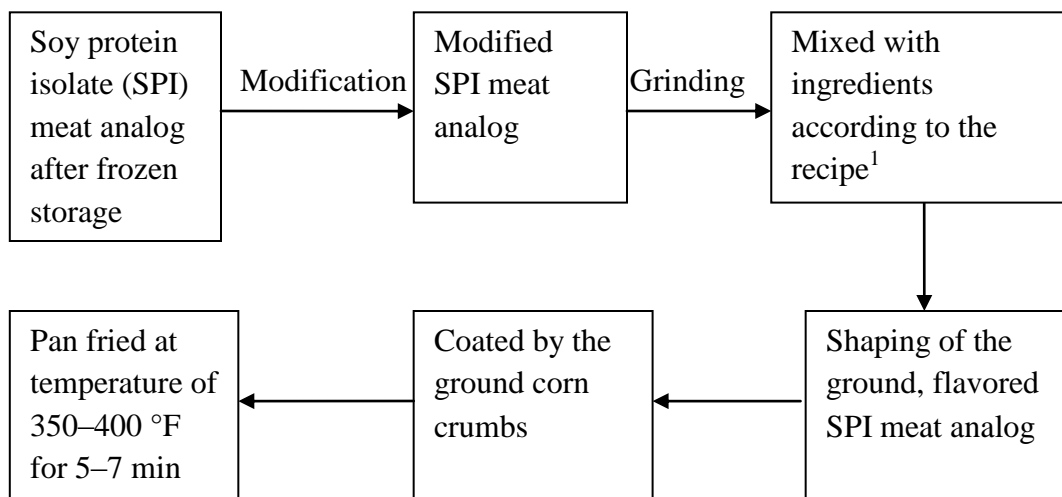 Soy protein
isolate (SPI)
meat analog
after frozen
storage
Modification
Modified
SPI meat
analog
Grinding
Mixed with
ingredients
according to the
recipe¹
Shaping of the
ground, flavored
SPI meat analog
Coated by the
ground corn
crumbs
Pan fried at
temperature of
350–400 °F
for 5–7 min